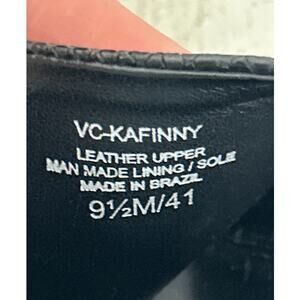 VC-KAFINNY
LEATHER UPPER
MAN MADE LINING / SOLE
MADE IN BRAZIL
9½M/41